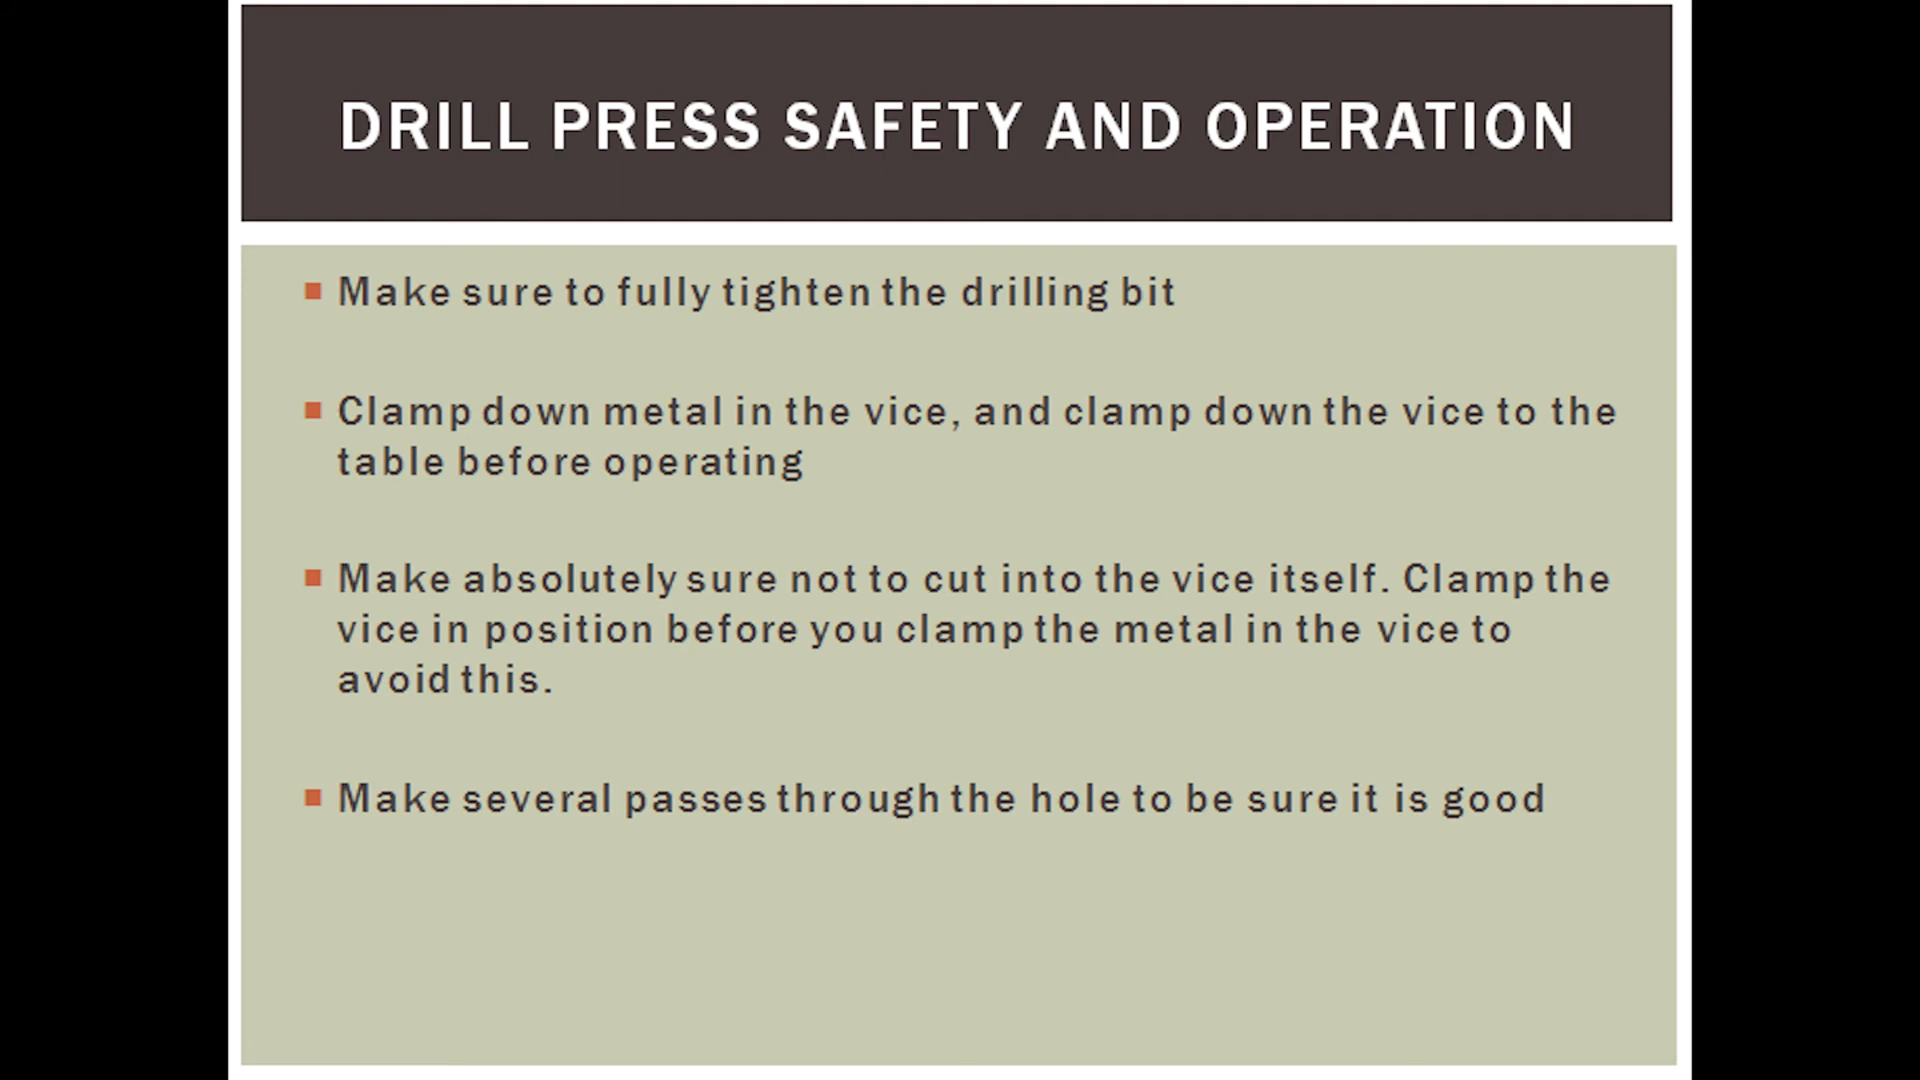 DRILL PRESS SAFETY AND OPERATION
Make sure to fully tighten the drilling bit
Clamp down metal in the vice, and clamp down the vice to the
table before operating
Make absolutely sure not to cut into the vice itself. Clamp the
vice in position before you clamp the metal in the vice to
avoid this.
Make several passes through the hole to be sure it is good